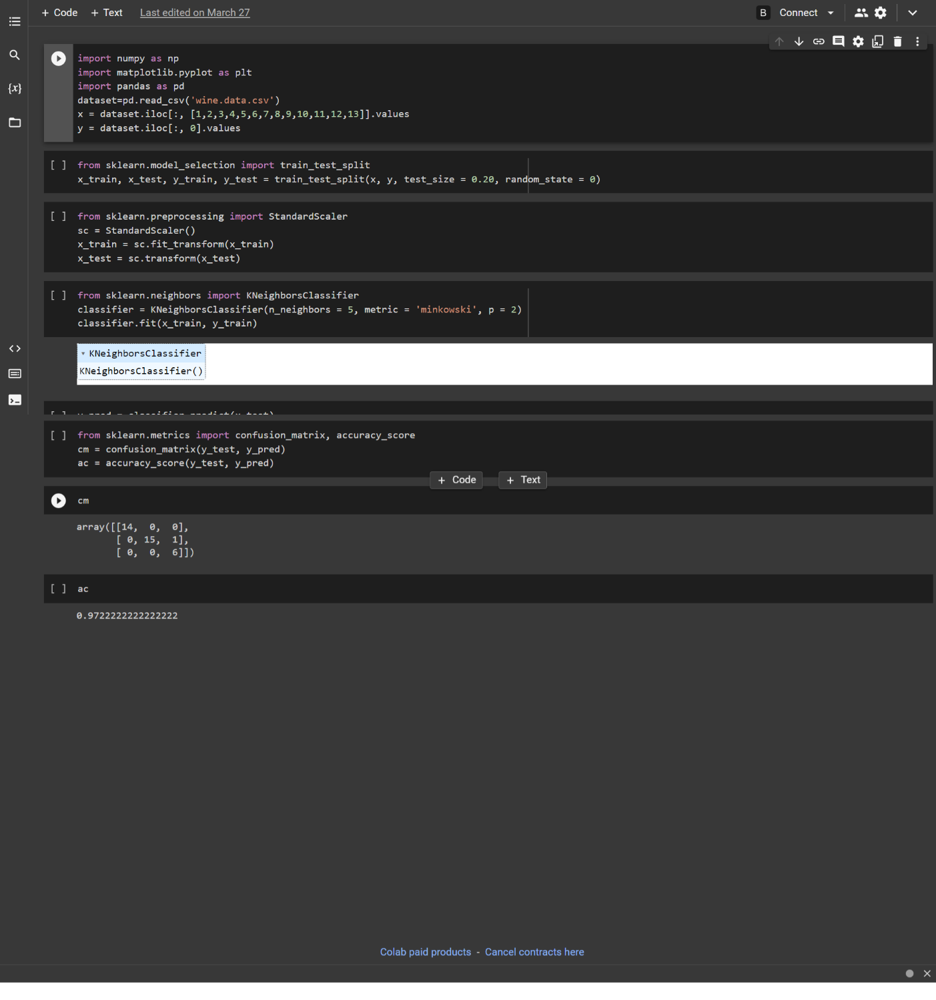 + Code + Text Last edited on March 27 B Connect
{x}
import numpy as np
import matplotlib.pyplot as plt
import pandas as pd
dataset=pd.read_csv('wine.data.csv')
x = dataset.iloc[:, [1,2,3,4,5,6,7,8,9,10,11,12,13]].values
y = dataset.iloc[:, 0].values
[ ] from sklearn.model_selection import train_test_split
x_train, x_test, y_train, y_test = train_test_split(x, y, test_size = 0.20, random_state = 0)
[ ] from sklearn.preprocessing import StandardScaler
sc = StandardScaler()
x_train = sc.fit_transform(x_train)
x_test = sc.transform(x_test)
[ ] from sklearn.neighbors import KNeighborsClassifier
classifier = KNeighborsClassifier(n_neighbors = 5, metric = 'minkowski', p = 2)
classifier.fit(x_train, y_train)
KNeighborsClassifier
KNeighborsClassifier()
[ ] y_pred = classifier.predict(x_test)
[ ] from sklearn.metrics import confusion_matrix, accuracy_score
cm = confusion_matrix(y_test, y_pred)
ac = accuracy_score(y_test, y_pred)
+ Code + Text
cm
array([[14, 0, 0],
[ 0, 15, 1],
[ 0, 0, 6]])
[ ] ac
0.9722222222222222
Colab paid products - Cancel contracts here